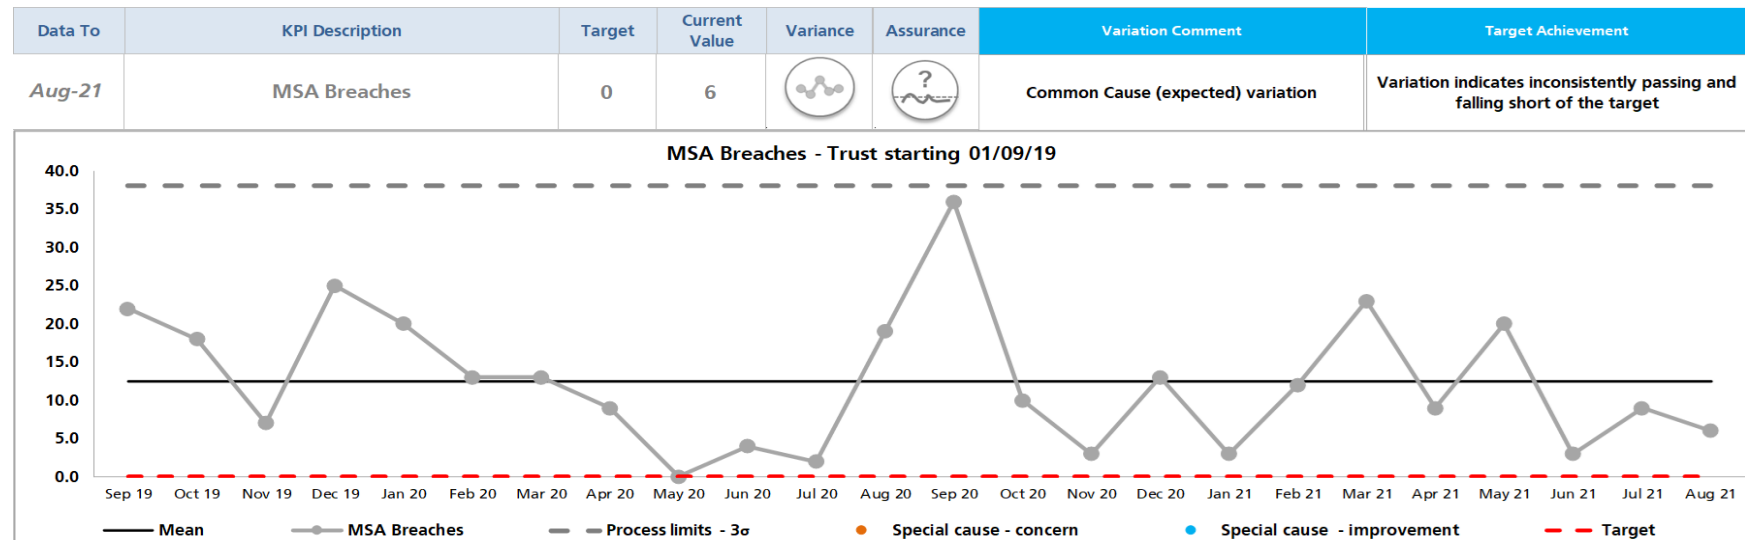 Data To KPI Description Target Current Value Variance Assurance Variation Comment Target Achievement
Aug-21 MSA Breaches 0 6 ? Common Cause (expected) variation Variation indicates inconsistently passing and falling short of the target
MSA Breaches - Trust starting 01/09/19
40.0
35.0
30.0
25.0
20.0
15.0
10.0
5.0
0.0
Sep 19 Oct 19 Nov 19 Dec 19 Jan 20 Feb 20 Mar 20 Apr 20 May 20 Jun 20 Jul 20 Aug 20 Sep 20 Oct 20 Nov 20 Dec 20 Jan 21 Feb 21 Mar 21 Apr 21 May 21 Jun 21 Jul 21 Aug 21
Mean MSA Breaches Process limits - 3σ Special cause - concern Special cause - improvement Target